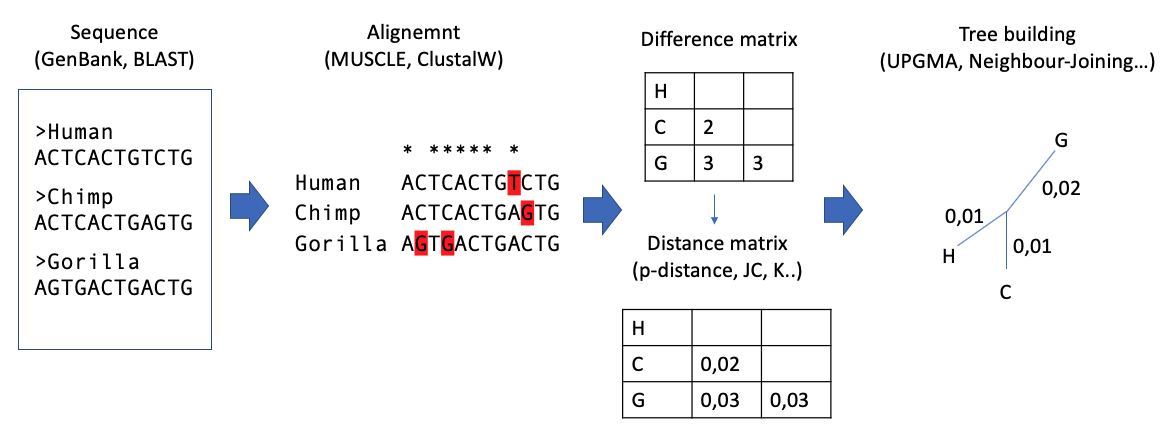 Sequence
(GenBank, BLAST)
>Human
ACTCACTGTCTG
>Chimp
ACTCACTGAGTG
>Gorilla
AGTGACTGACTG
Alignemnt
(MUSCLE, ClustalW)
* ***** *
Human ACTCACTGTCTG
Chimp ACTCACTGAGTG
Gorilla AGTGACTGACTG
Difference matrix
H
C 2
G 3 3
Distance matrix
(p-distance, JC, K..)
H
C 0,02
G 0,03 0,03
Tree building
(UPGMA, Neighbour-Joining...)
G
0,02
0,01
H
0,01
C